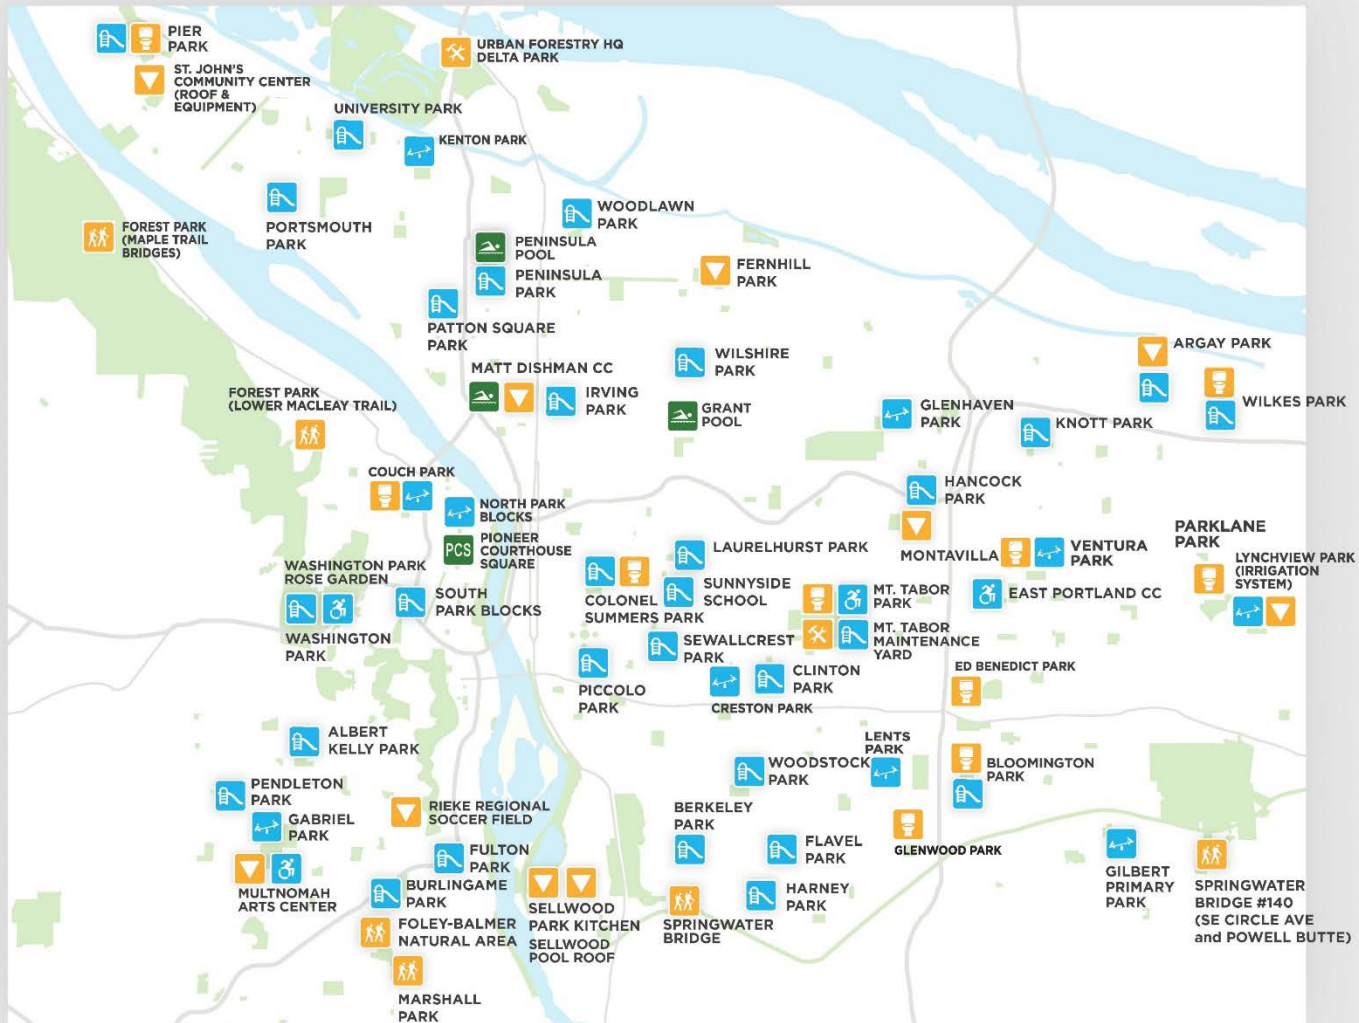 PIER
PARK
ST. JOHN'S
COMMUNITY CENTER
(ROOF &
EQUIPMENT)
URBAN FORESTRY HQ
DELTA PARK
UNIVERSITY PARK
KENTON PARK
PORTSMOUTH
PARK
FOREST PARK
(MAPLE TRAIL
BRIDGES)
WOODLAWN
PARK
PENINSULA
POOL
PENINSULA
PARK
FERNHILL
PARK
PATTON SQUARE
PARK
WILSHIRE
PARK
ARGAY PARK
MATT DISHMAN CC
IRVING
PARK
GRANT
POOL
GLENHAVEN
PARK
KNOTT PARK
WILKES PARK
FOREST PARK
(LOWER MACLEAY TRAIL)
COUCH PARK
NORTH PARK
BLOCKS
PCS
PIONEER
COURTHOUSE
SQUARE
HANCOCK
PARK
MONTAVILLA
VENTURA
PARK
PARKLANE
PARK
LYNCHVIEW PARK
(IRRIGATION
SYSTEM)
LAURELHURST PARK
SUNNYSIDE
SCHOOL
COLONEL
SUMMERS PARK
MT. TABOR
PARK
MT. TABOR
MAINTENANCE
YARD
EAST PORTLAND CC
WASHINGTON PARK
ROSE GARDEN
WASHINGTON
PARK
SOUTH
PARK BLOCKS
SEWALLCREST
PARK
PICCOLO
PARK
CRESTON PARK
CLINTON
PARK
ED BENEDICT PARK
ALBERT
KELLY PARK
PENDLETON
PARK
GABRIEL
PARK
RIEKE REGIONAL
SOCCER FIELD
WOODSTOCK
PARK
LENTS
PARK
BLOOMINGTON
PARK
BERKELEY
PARK
FLAVEL
PARK
GLENWOOD PARK
MULTNOMAH
ARTS CENTER
FULTON
PARK
BURLINGAME
PARK
FOLEY-BALMER
NATURAL AREA
SELLWOOD
PARK KITCHEN
SELLWOOD
POOL ROOF
SPRINGWATER
BRIDGE
HARNEY
PARK
GILBERT
PRIMARY
PARK
SPRINGWATER
BRIDGE #140
(SE CIRCLE AVE
and POWELL BUTTE)
MARSHALL
PARK